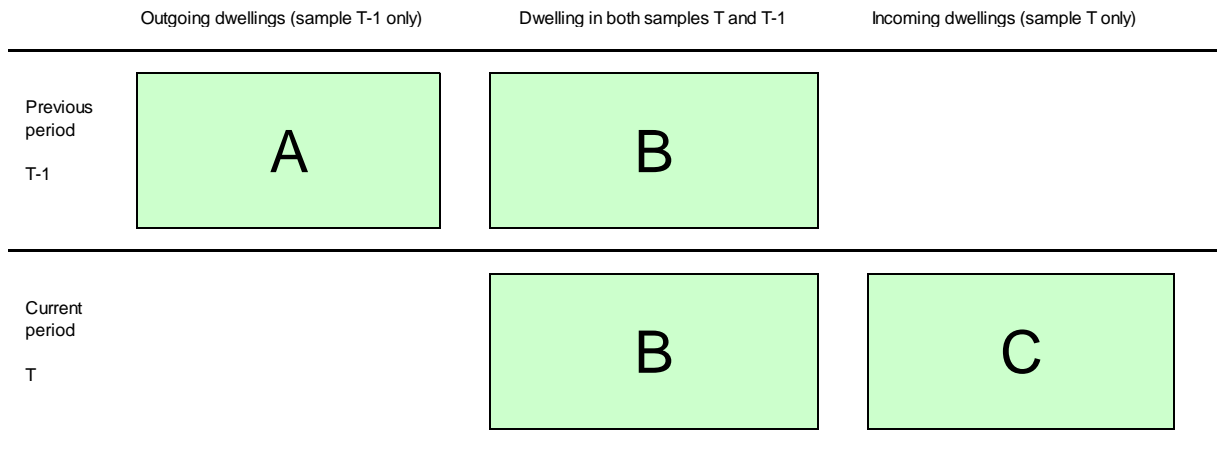 Outgoing dwellings (sample T-1 only)
Dwelling in both samples T and T-1
Incoming dwellings (sample T only)
Previous
period
T-1
A
B
Current
period
T
B
C